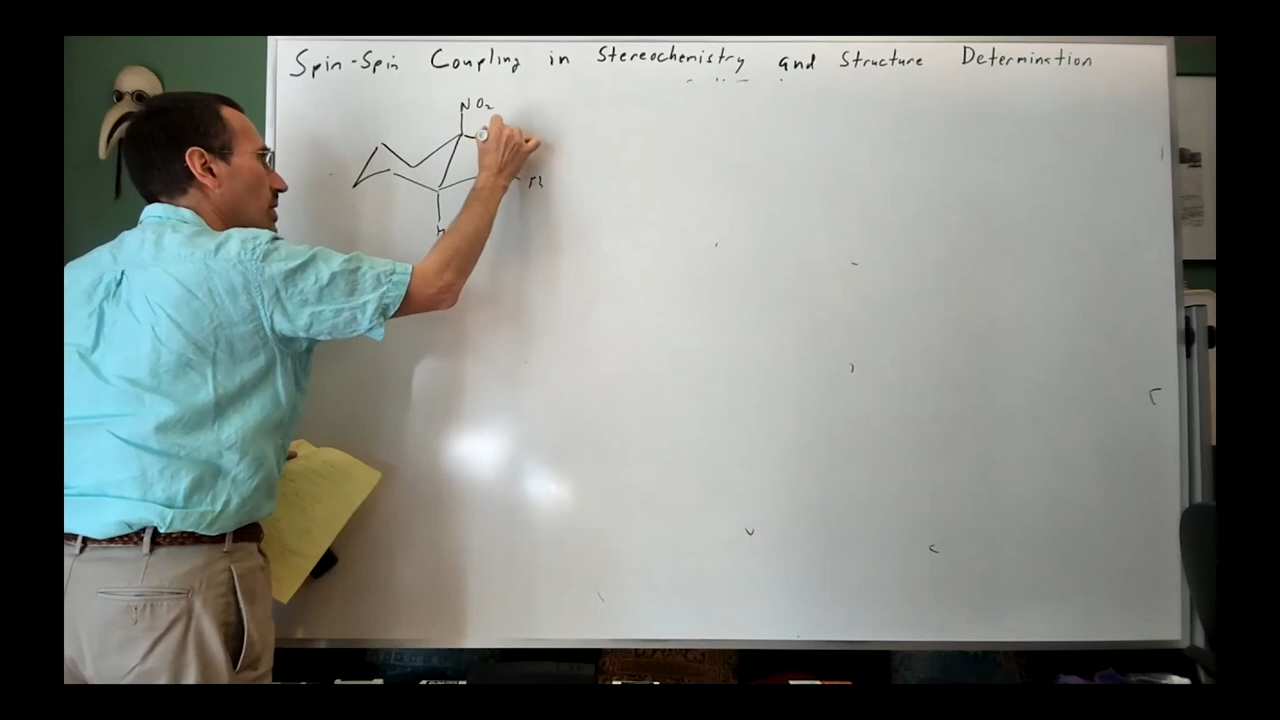 Spin-Spin Coupling in Stereochemistry and Structure Determination
NO₂
H